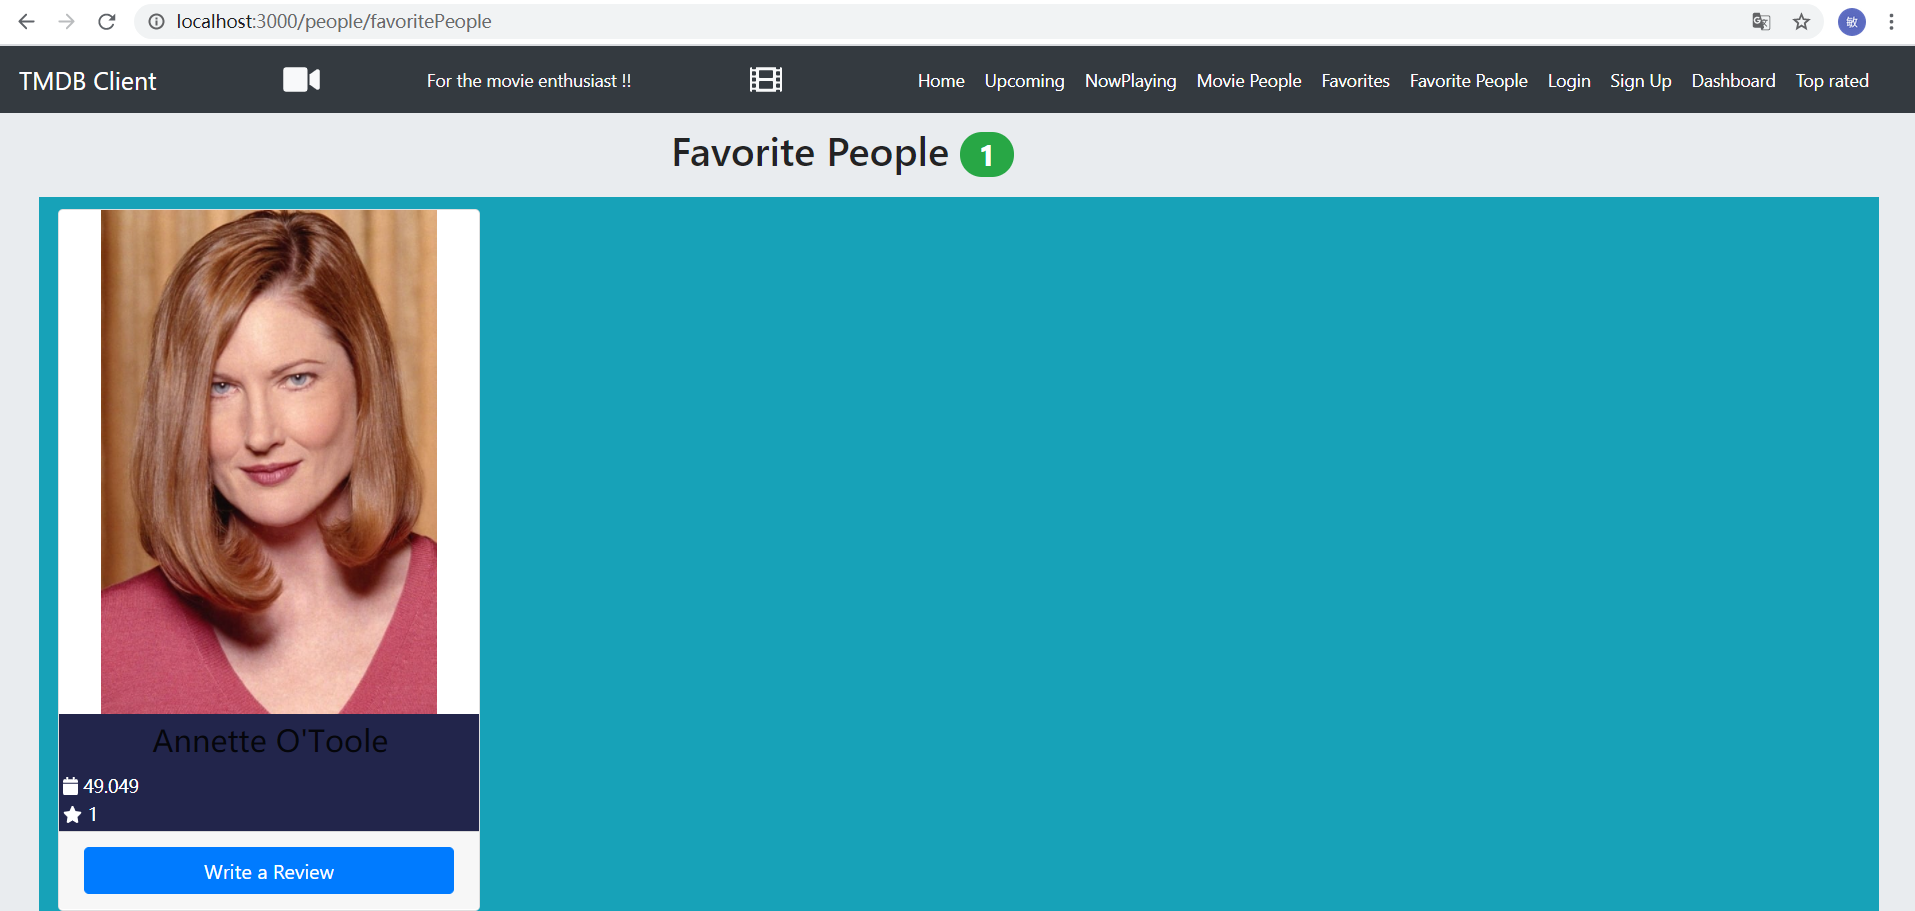 localhost:3000/people/favoritePeople
敏
TMDB Client
For the movie enthusiast !!
Home Upcoming NowPlaying Movie People Favorites Favorite People Login Sign Up Dashboard Top rated
Favorite People 1
Annette O'Toole
49.049
1
Write a Review